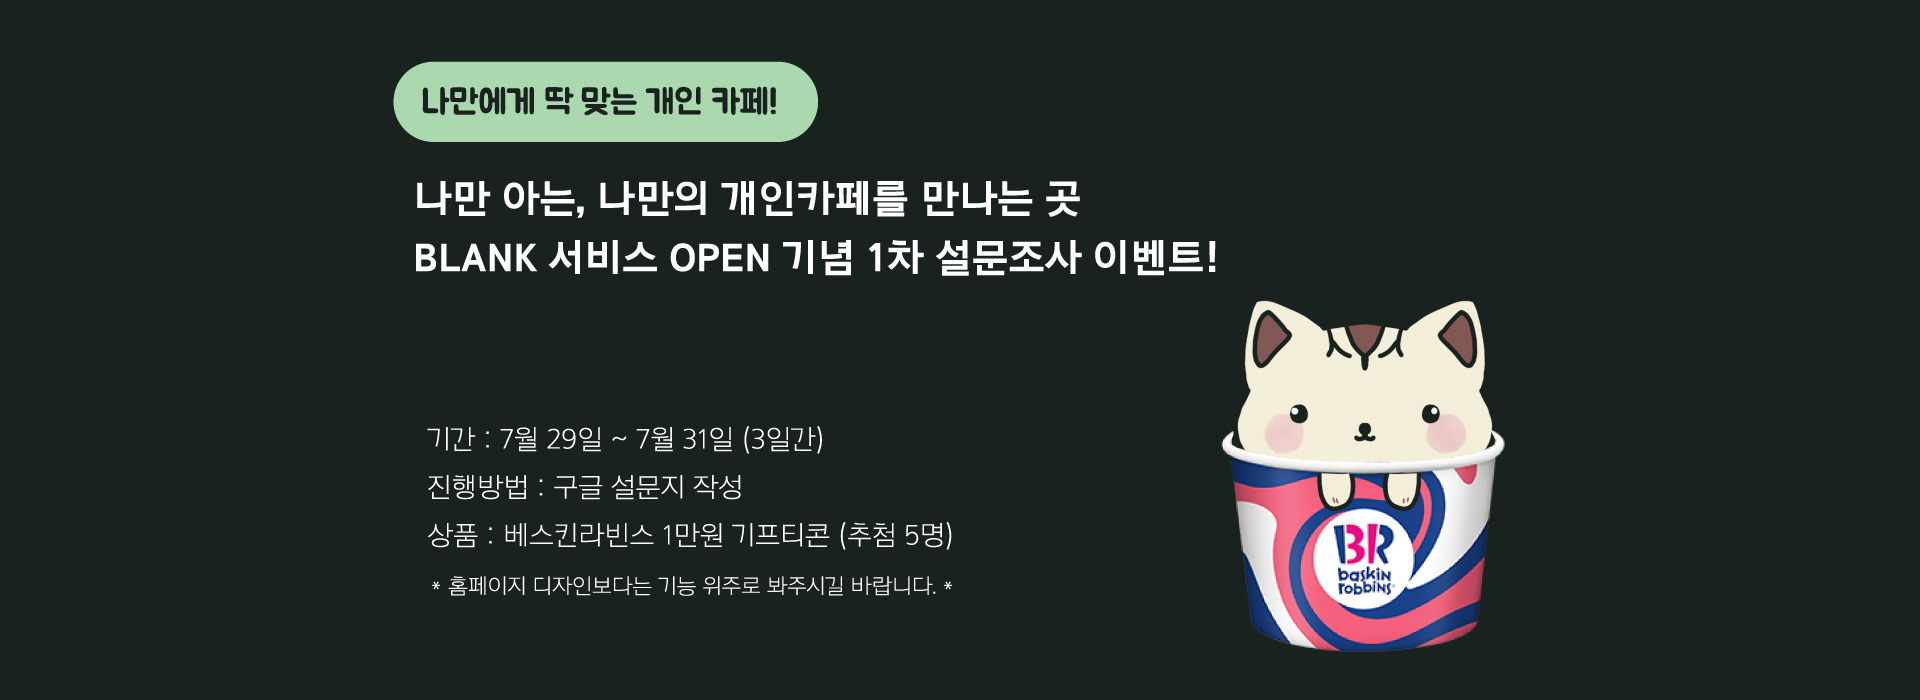 나만에게 딱 맞는 개인 카페!
나만 아는, 나만의 개인카페를 만나는 곳
BLANK 서비스 OPEN 기념 1차 설문조사 이벤트!
기간 : 7월 29일 ~ 7월 31일 (3일간)
진행방법 : 구글 설문지 작성
상품 : 베스킨라빈스 1만원 기프티콘 (추첨 5명)
* 홈페이지 디자인보다는 기능 위주로 봐주시길 바랍니다. *
BR
baskin
robbins